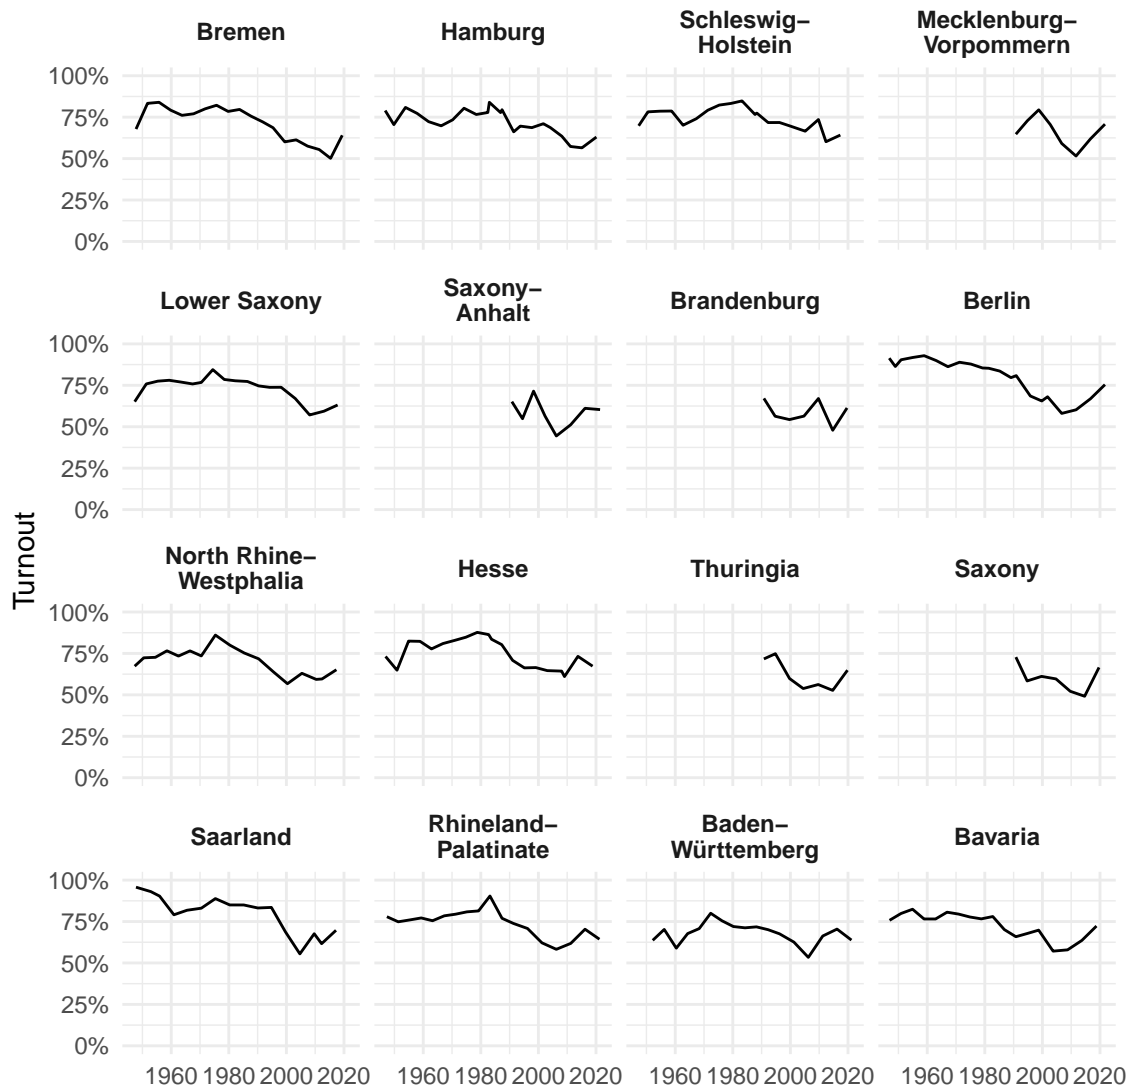 Bremen
Hamburg
Schleswig−
Holstein
Mecklenburg−
Vorpommern
100%
75%
50%
25%
0%
Lower Saxony
Saxony−
Anhalt
Brandenburg
Berlin
100%
75%
50%
25%
0%
Turnout
North Rhine−
Westphalia
Hesse
Thuringia
Saxony
100%
75%
50%
25%
0%
Saarland
Rhineland−
Palatinate
Baden−
Württemberg
Bavaria
100%
75%
50%
25%
0%
1960 1980 2000 2020 1960 1980 2000 2020 1960 1980 2000 2020 1960 1980 2000 2020